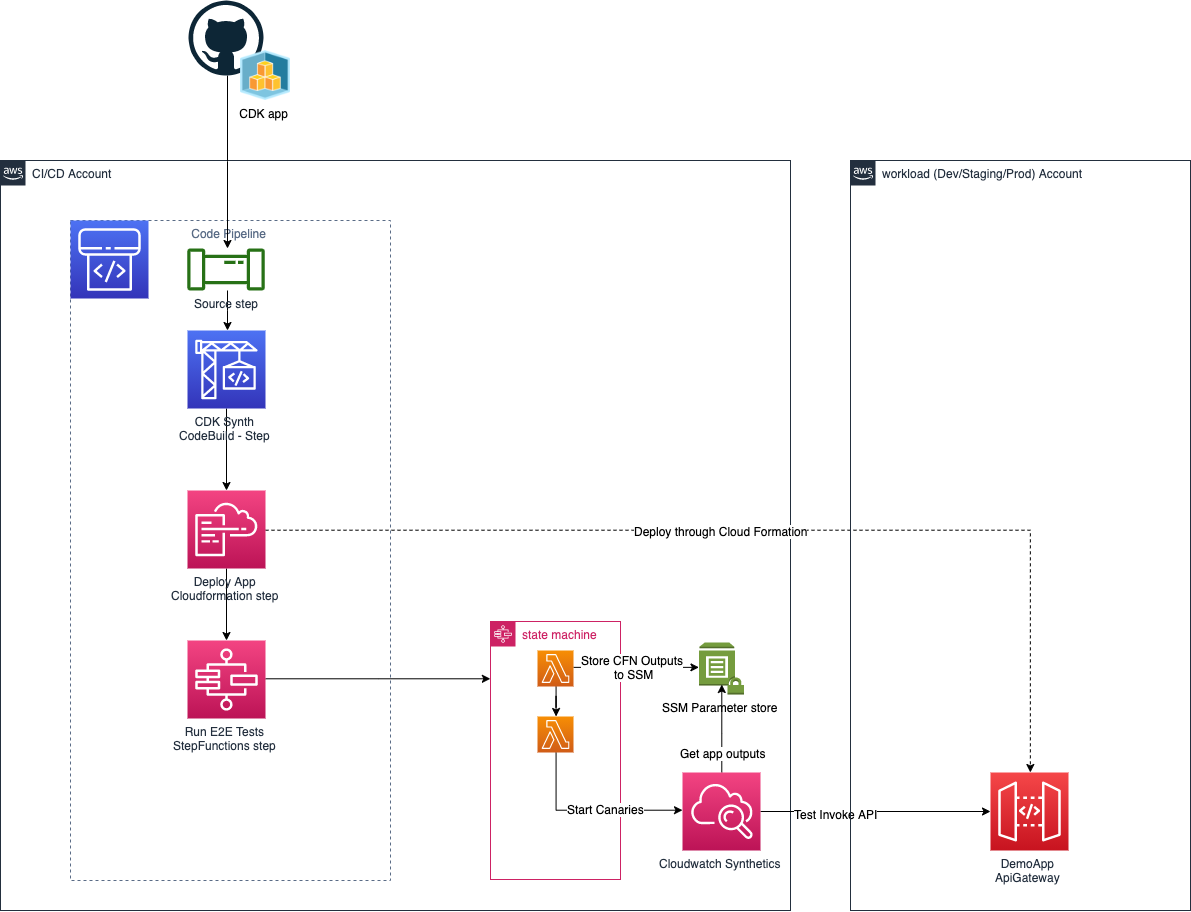 CDK app
aws
CI/CD Account
aws
workload (Dev/Staging/Prod) Account
Code Pipeline
Source step
CDK Synth
CodeBuild - Step
Deploy through Cloud Formation
Deploy App
Cloudformation step
state machine
Store CFN Outputs
to SSM
SSM Parameter store
Run E2E Tests
StepFunctions step
Get app outputs
Start Canaries
Test Invoke API
Cloudwatch Synthetics
DemoApp
ApiGateway